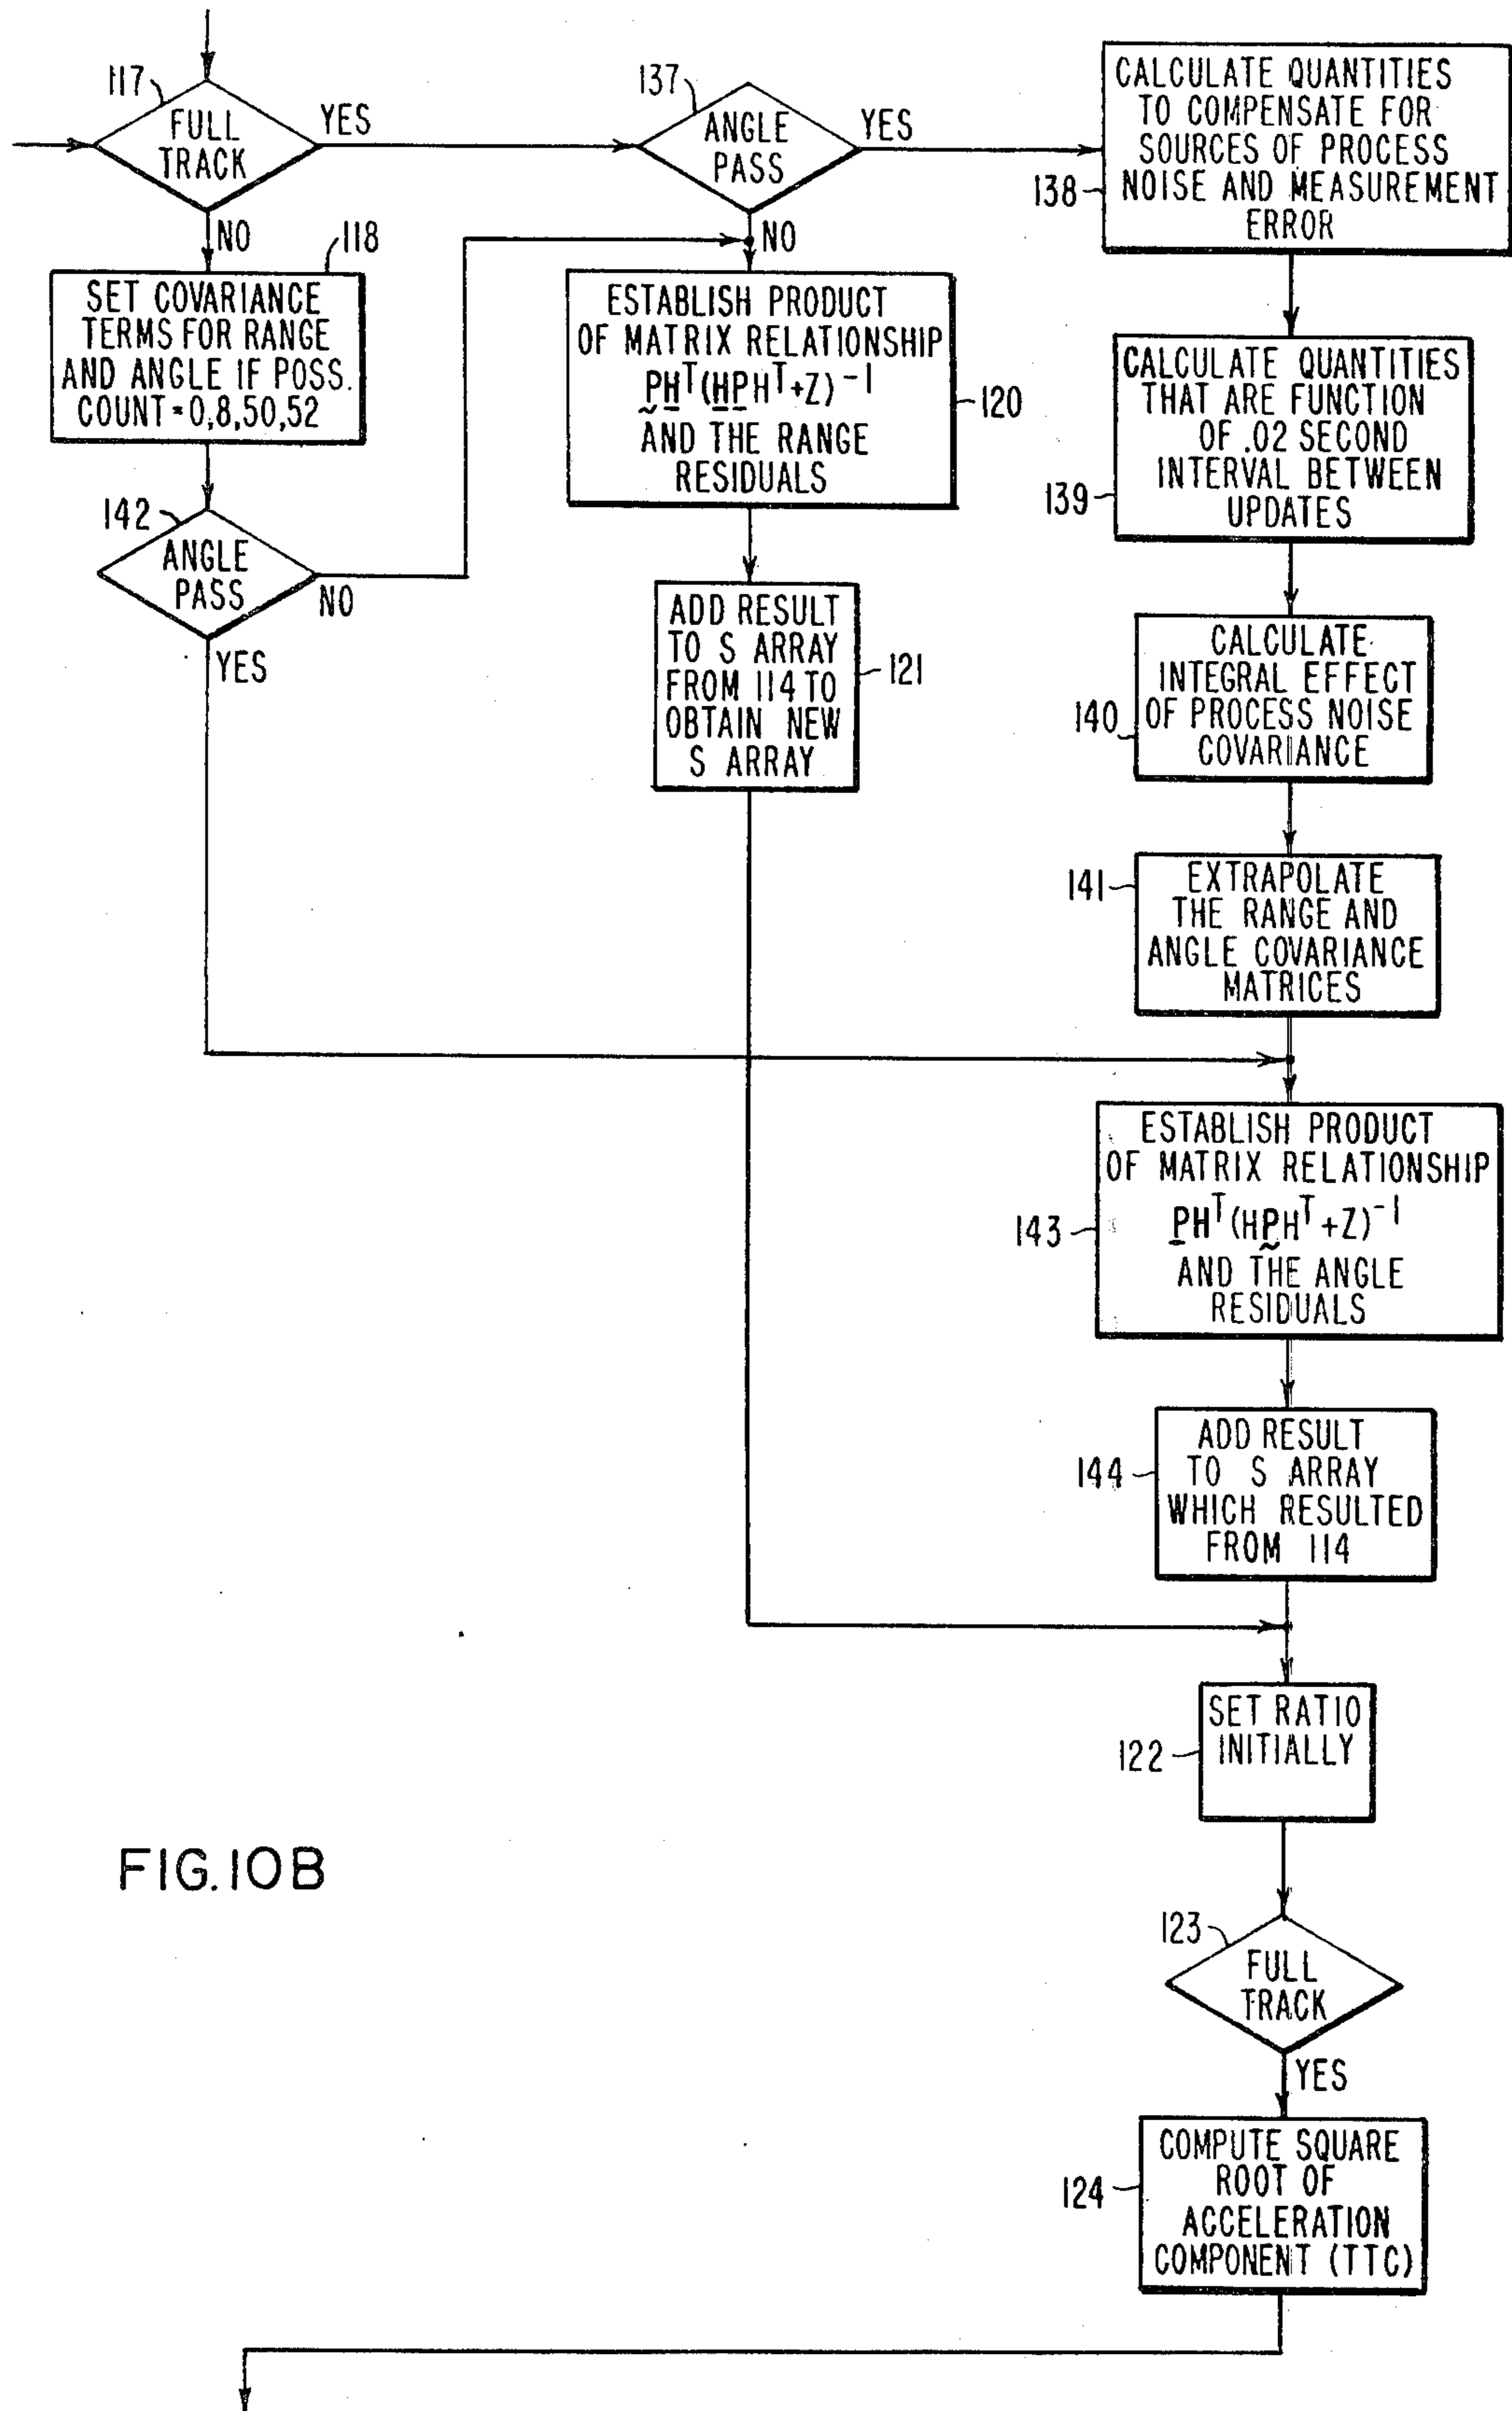 117
FULL
TRACK
YES
NO
137
ANGLE
PASS
YES
NO
138
CALCULATE QUANTITIES
TO COMPENSATE FOR
SOURCES OF PROCESS
NOISE AND MEASUREMENT
ERROR
118
SET COVARIANCE
TERMS FOR RANGE
AND ANGLE IF POSS.
COUNT = 0,8,50,52
142
ANGLE
PASS
NO
YES
ESTABLISH PRODUCT
OF MATRIX RELATIONSHIP
P̰H̲ᵀ(H̲P̲Hᵀ+Z)⁻¹
AND THE RANGE
RESIDUALS
120
ADD RESULT
TO S ARRAY
FROM 114 TO
OBTAIN NEW
S ARRAY
121
CALCULATE QUANTITIES
THAT ARE FUNCTION
OF .02 SECOND
INTERVAL BETWEEN
UPDATES
139
CALCULATE
INTEGRAL EFFECT
OF PROCESS NOISE
COVARIANCE
140
141
EXTRAPOLATE
THE RANGE AND
ANGLE COVARIANCE
MATRICES
ESTABLISH PRODUCT
OF MATRIX RELATIONSHIP
P̲Hᵀ(HP̰Hᵀ+Z)⁻¹
AND THE ANGLE
RESIDUALS
143
ADD RESULT
TO S ARRAY
WHICH RESULTED
FROM 114
144
SET RATIO
INITIALLY
122
FIG.10B
123
FULL
TRACK
YES
COMPUTE SQUARE
ROOT OF
ACCELERATION
COMPONENT (TTC)
124